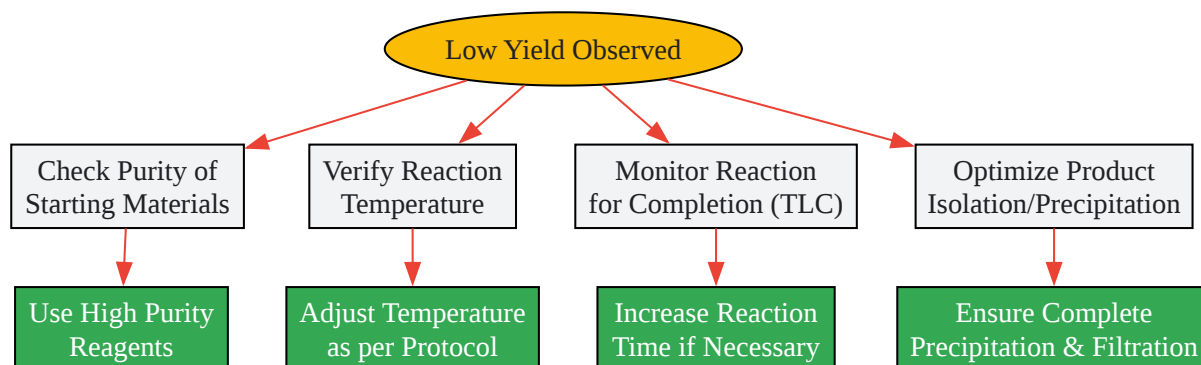 Low Yield Observed
Check Purity of
Starting Materials
Verify Reaction
Temperature
Monitor Reaction
for Completion (TLC)
Optimize Product
Isolation/Precipitation
Use High Purity
Reagents
Adjust Temperature
as per Protocol
Increase Reaction
Time if Necessary
Ensure Complete
Precipitation & Filtration